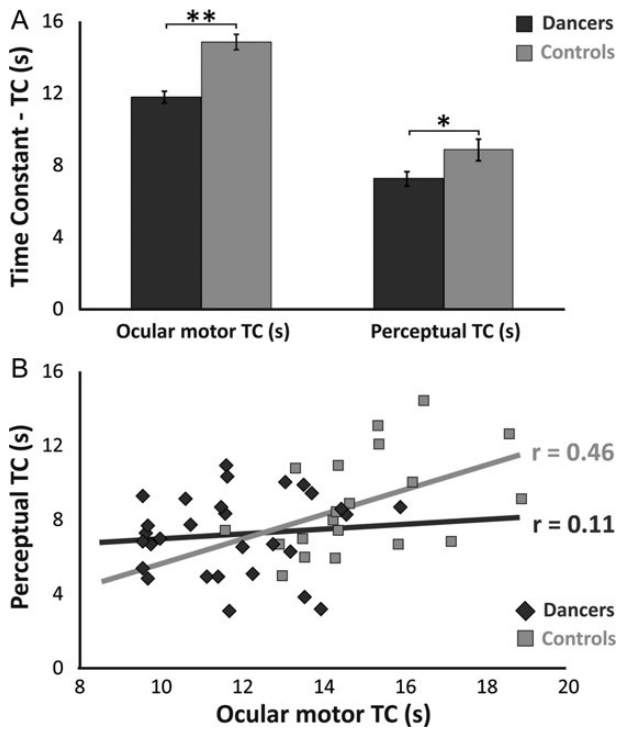 A
Time Constant - TC (s)
16
12
8
4
0
**
*
Dancers
Controls
Ocular motor TC (s)
Perceptual TC (s)
B
Perceptual TC (s)
16
12
8
4
0
r = 0.46
r = 0.11
Dancers
Controls
8 10 12 14 16 18 20
Ocular motor TC (s)